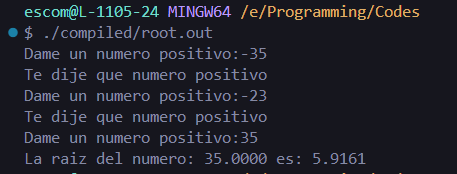 escom@L-1105-24 MINGW64 /e/Programming/Codes
$ ./compiled/root.out
Dame un numero positivo:-35
Te dije que numero positivo
Dame un numero positivo:-23
Te dije que numero positivo
Dame un numero positivo:35
La raiz del numero: 35.0000 es: 5.9161